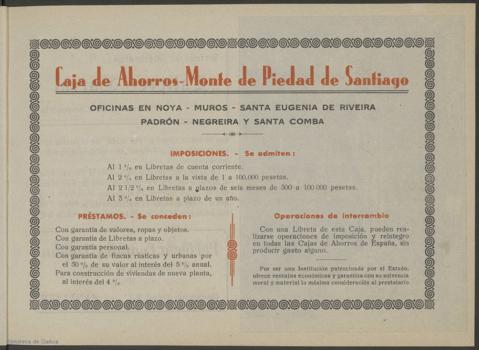 Caja de Ahorros-Monte de Piedad de Santiago
OFICINAS EN NOYA - MUROS - SANTA EUGENIA DE RIVEIRA
PADRÓN - NEGREIRA Y SANTA COMBA
IMPOSICIONES. - Se admiten:
Al 1 % en Libretas de cuenta corriente.
Al 2 % en Libretas a la vista de 1 a 100.000 pesetas.
Al 2 1/2 % en Libretas a plazos de seis meses de 500 a 100 000 pesetas.
Al 3 % en Libretas a plazo de un año.
PRÉSTAMOS. - Se conceden:
Con garantía de valores, ropas y objetos.
Con garantía de Libretas a plazo.
Con garantía personal.
Con garantía de fincas rústicas y urbanas por
el 50 % de su valor al interés del 5 % anual.
Para construcción de viviendas de nueva planta,
al interés del 4 %.
Operaciones de intercambio
Con una Libreta de esta Caja, pueden rea-
lizarse operaciones de imposición y reintegro
en todas las Cajas de Ahorros de España, sin
producir gasto alguno.
Por ser una Institución patrocinada por el Estado,
ofrece ventajas económicas y garantiza con su solvencia
moral y material la máxima consideración al prestatario
de Galicia